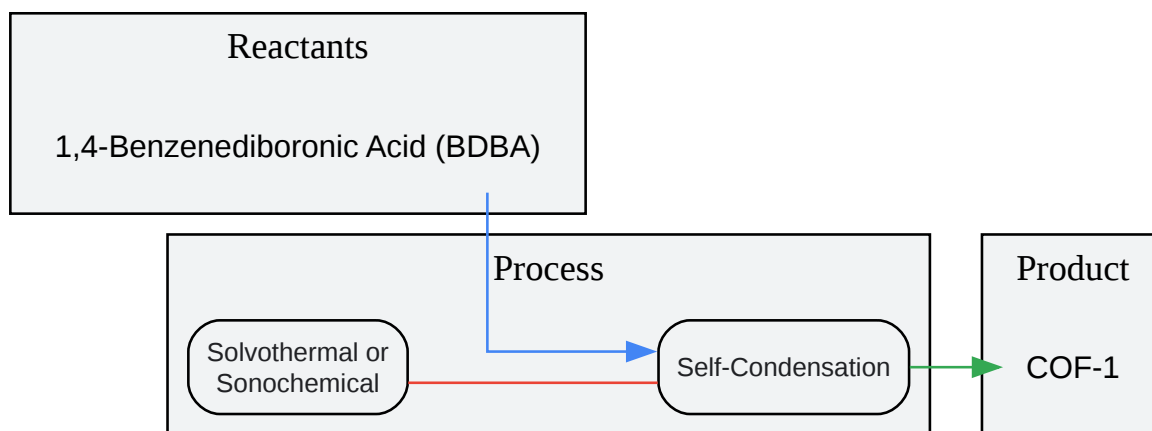 Reactants
1,4-Benzenediboronic Acid (BDBA)
Process
Solvothermal or
Sonochemical
Self-Condensation
Product
COF-1